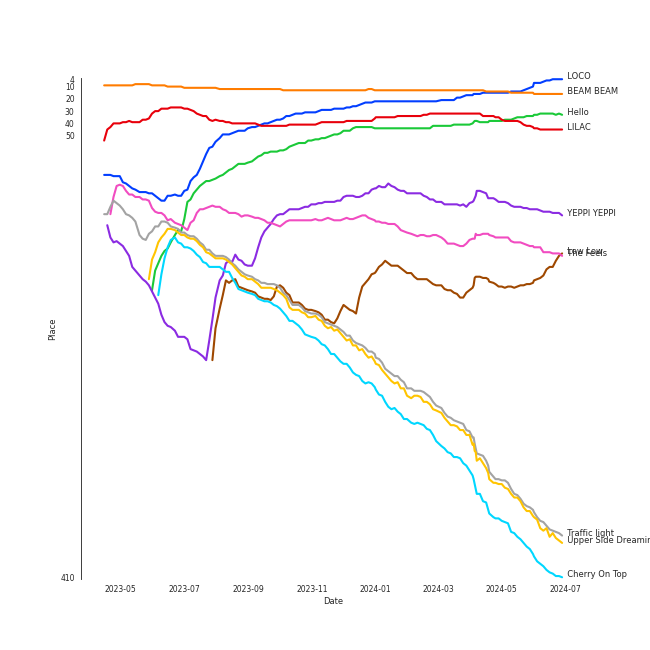 4
10
20
30
40
50
410
Place
LOCO
BEAM BEAM
Hello
LILAC
YEPPI YEPPI
The Feels
Traffic light
Upper Side Dreamin
Cherry On Top
2023-05
2023-07
2023-09
2023-11
2024-01
2024-03
2024-05
2024-07
Date